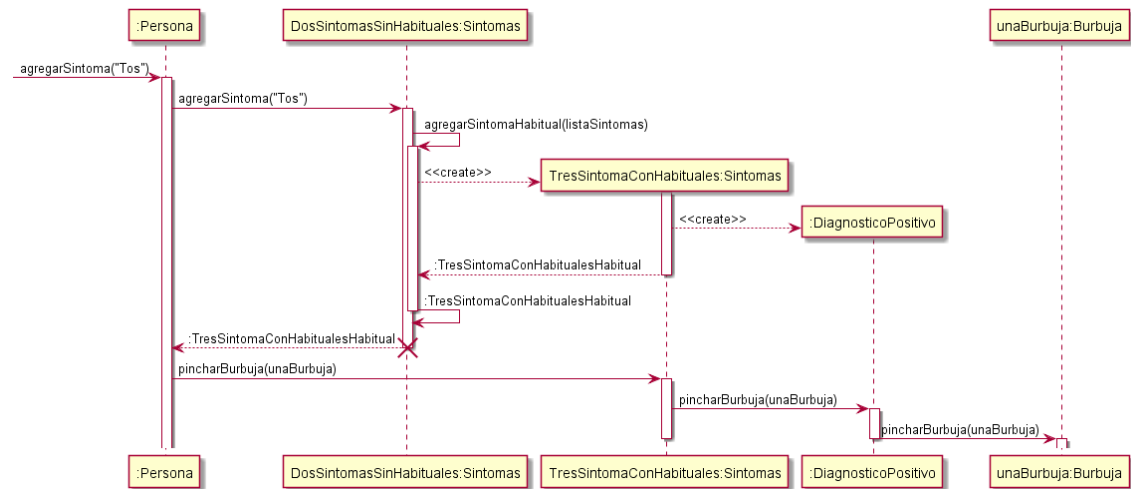 :Persona
DosSintomasSinHabituales:Sintomas
unaBurbuja:Burbuja
agregarSintoma("Tos")
agregarSintoma("Tos")
agregarSintomaHabitual(listaSintomas)
<<create>>
TresSintomaConHabituales:Sintomas
<<create>>
:DiagnosticoPositivo
:TresSintomaConHabitualesHabitual
:TresSintomaConHabitualesHabitual
:TresSintomaConHabitualesHabitual
pincharBurbuja(unaBurbuja)
pincharBurbuja(unaBurbuja)
pincharBurbuja(unaBurbuja)
:Persona
DosSintomasSinHabituales:Sintomas
TresSintomaConHabituales:Sintomas
:DiagnosticoPositivo
unaBurbuja:Burbuja